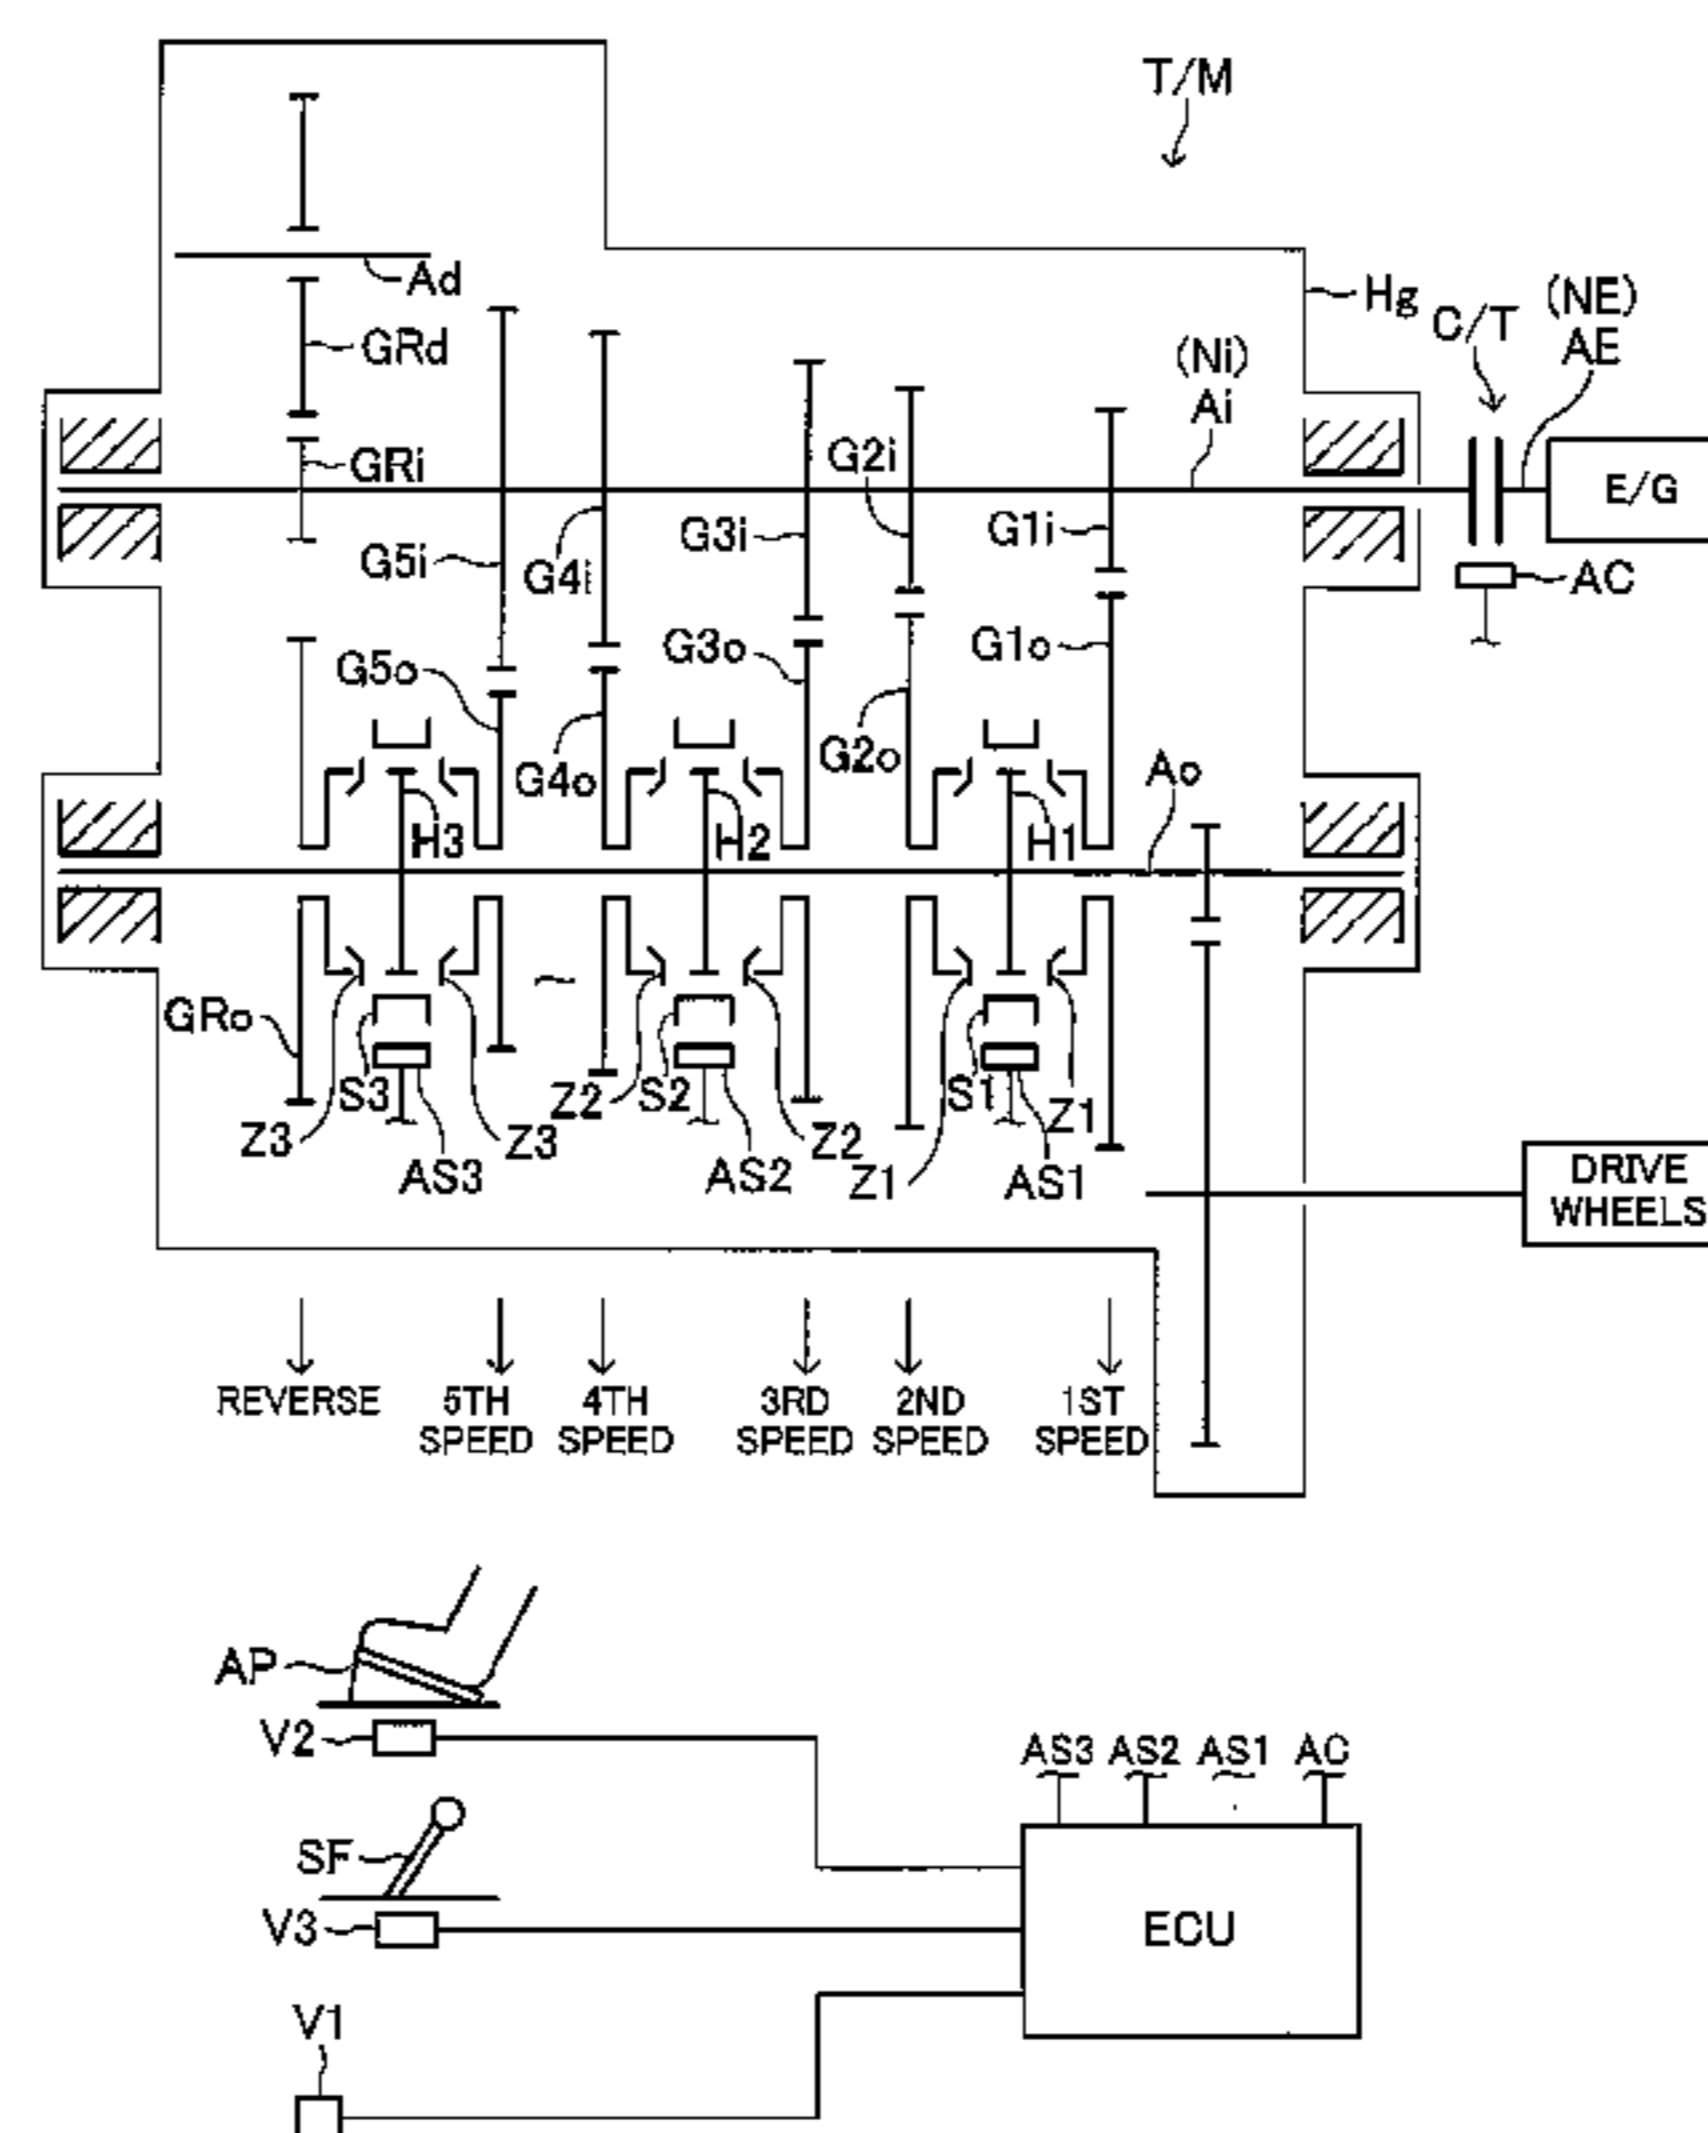 T/M
Ad
Hg
(NE)
C/T
AE
GRd
(Ni)
Ai
GRi
G2i
E/G
G5i
G4i
G3i
G1i
AC
G5o
G3o
G1o
G4o
G2o
Ao
H3
H2
H1
GRo
S3
Z2
S2
S1
Z1
Z3
Z3
Z2
AS3
AS2
Z1
AS1
DRIVE
WHEELS
REVERSE
5TH
SPEED
4TH
SPEED
3RD
SPEED
2ND
SPEED
1ST
SPEED
AP
V2
AS3 AS2 AS1 AC
SF
V3
ECU
V1